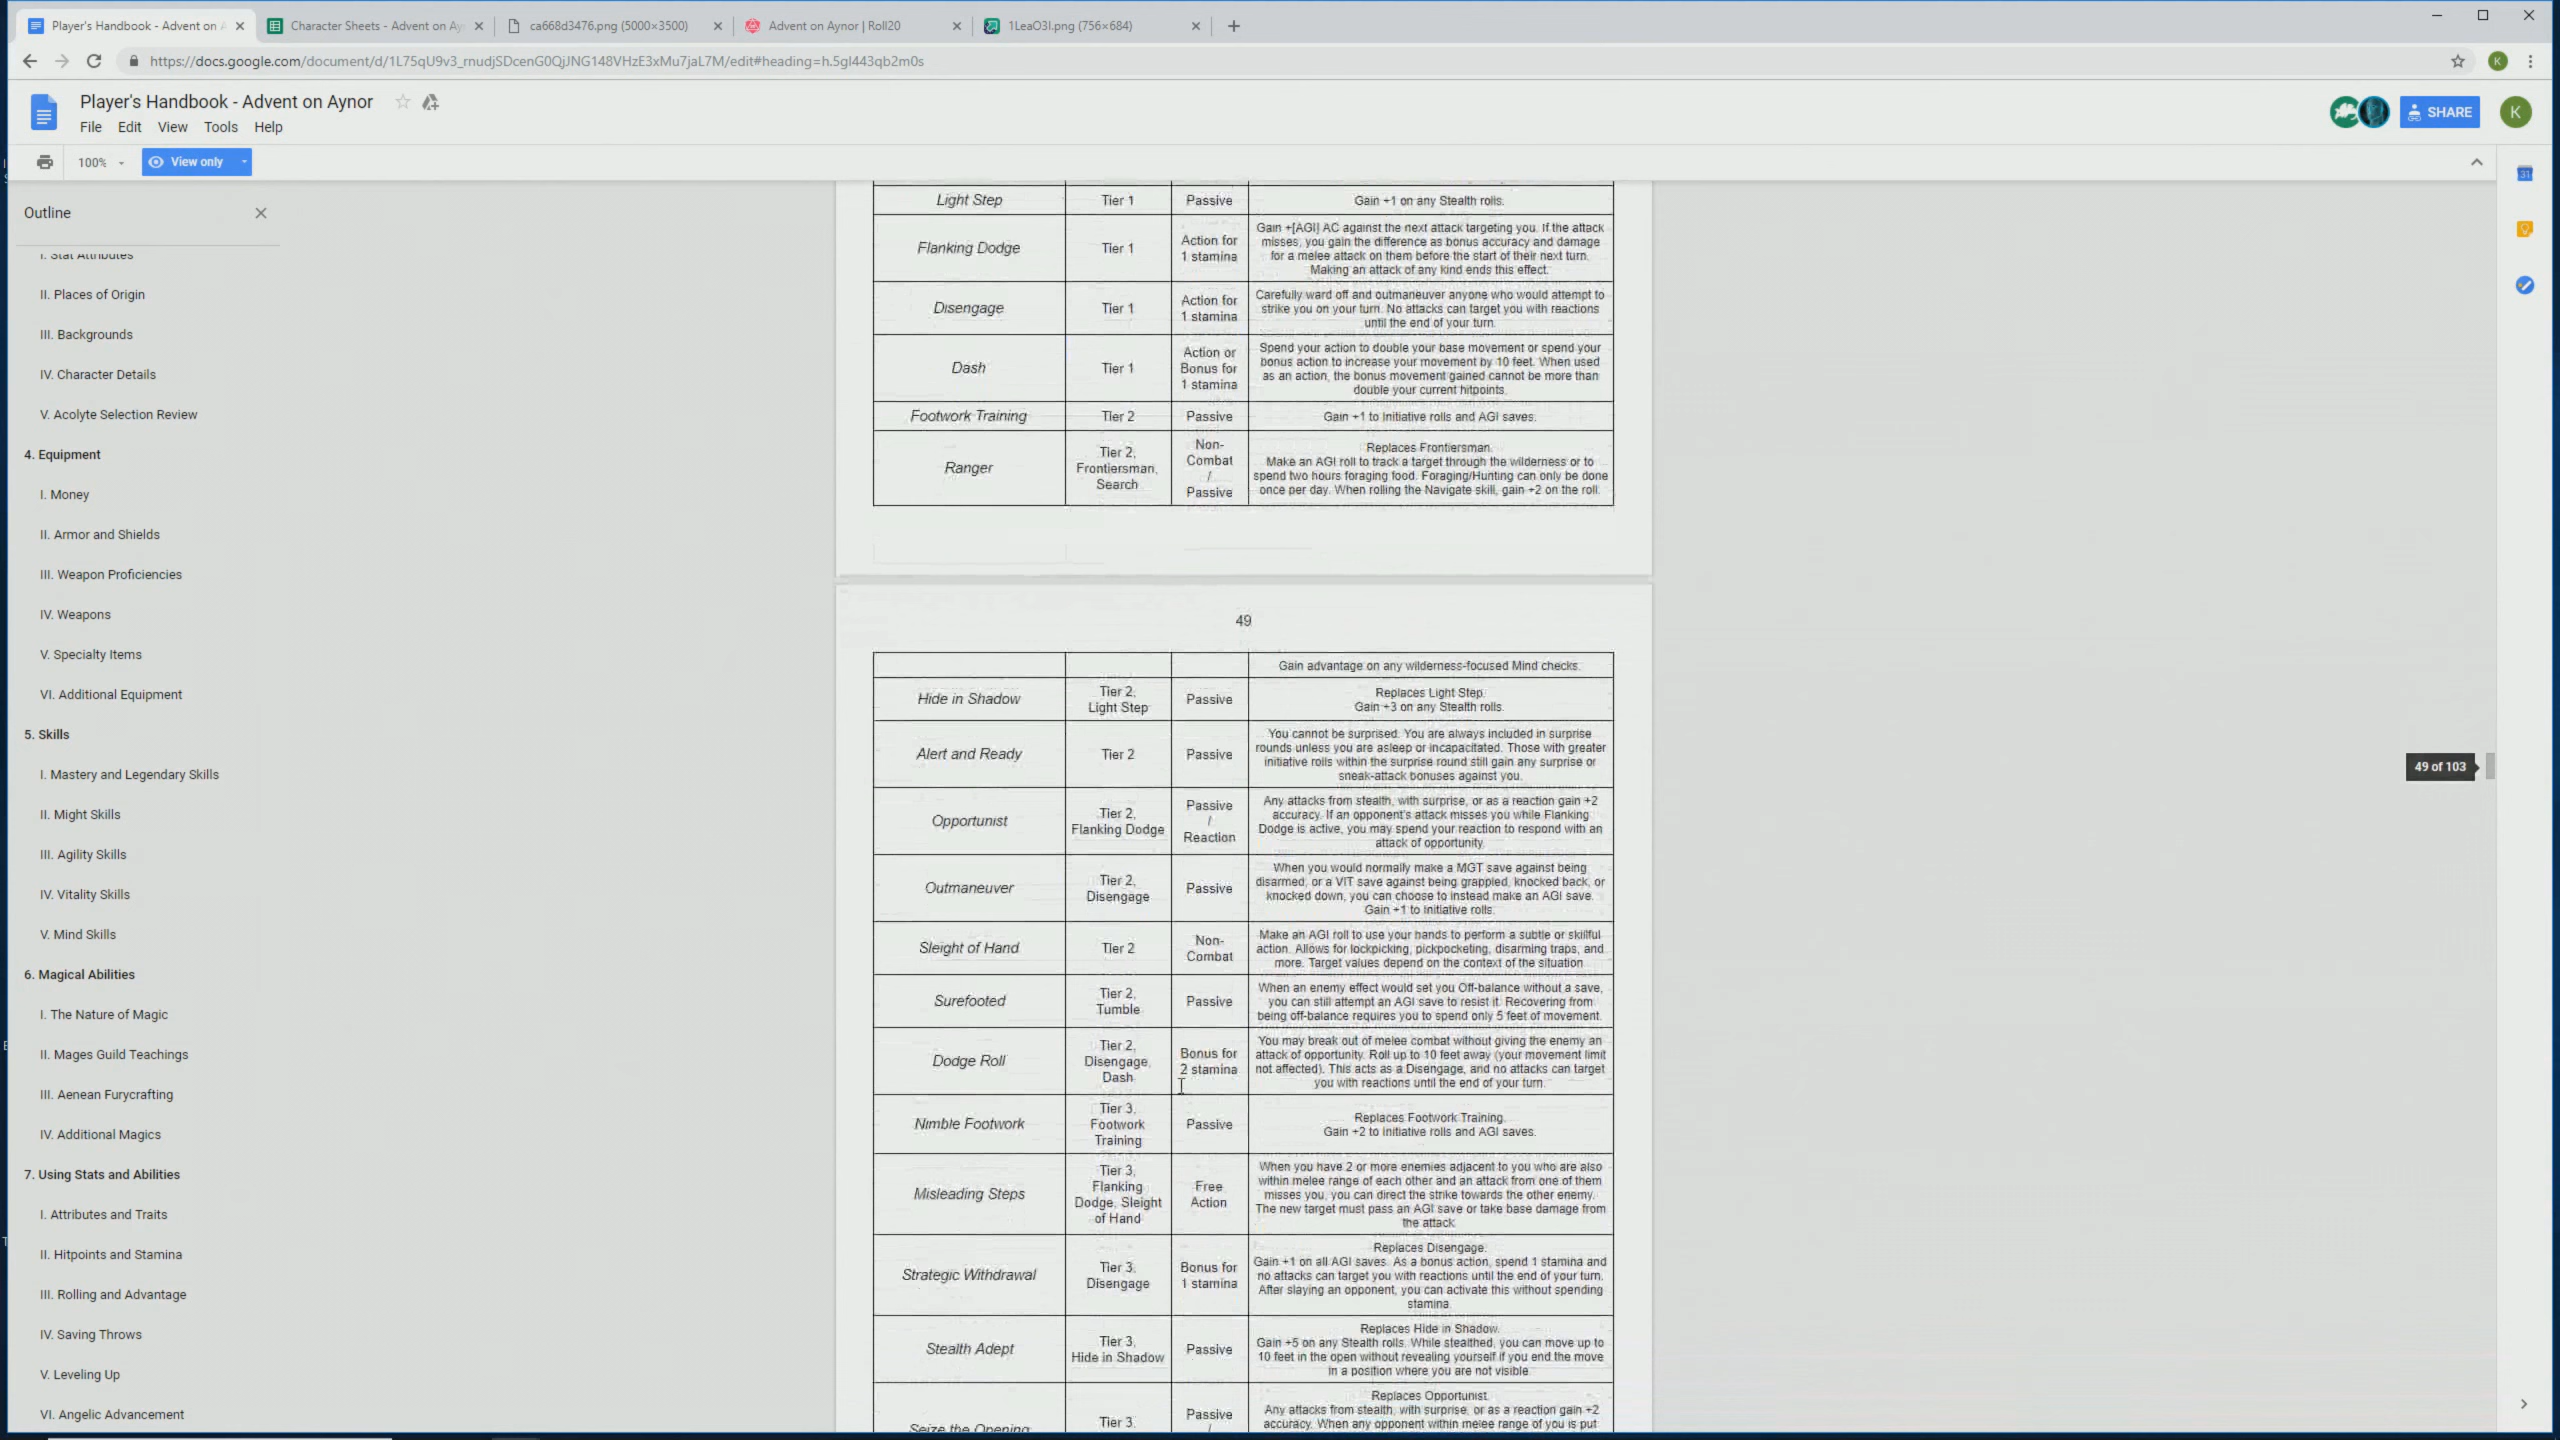 Player's Handbook - Advent on A
Character Sheets - Advent on Ay
ca668d3476.png (5000×3500)
Advent on Aynor | Roll20
1LeaO3I.png (756×684)
https://docs.google.com/document/d/1L75qU9v3_rnudjSDcenG0QjJNG148VHzE3xMu7jaL7M/edit#heading=h.5gl443qb2m0s
K
Player's Handbook - Advent on Aynor
File Edit View Tools Help
SHARE
K
100%
View only
31
Outline
I. Stat Attributes
II. Places of Origin
III. Backgrounds
IV. Character Details
V. Acolyte Selection Review
4. Equipment
I. Money
II. Armor and Shields
III. Weapon Proficiencies
IV. Weapons
V. Specialty Items
VI. Additional Equipment
5. Skills
I. Mastery and Legendary Skills
II. Might Skills
III. Agility Skills
IV. Vitality Skills
V. Mind Skills
6. Magical Abilities
I. The Nature of Magic
II. Mages Guild Teachings
III. Aenean Furycrafting
IV. Additional Magics
7. Using Stats and Abilities
I. Attributes and Traits
II. Hitpoints and Stamina
III. Rolling and Advantage
IV. Saving Throws
V. Leveling Up
VI. Angelic Advancement
Light Step
Tier 1
Passive
Gain +1 on any Stealth rolls.
Flanking Dodge
Tier 1
Action for
1 stamina
Gain +[AGI] AC against the next attack targeting you. If the attack
misses, you gain the difference as bonus accuracy and damage
for a melee attack on them before the start of their next turn.
Making an attack of any kind ends this effect.
Disengage
Tier 1
Action for
1 stamina
Carefully ward off and outmaneuver anyone who would attempt to
strike you on your turn. No attacks can target you with reactions
until the end of your turn.
Dash
Tier 1
Action or
Bonus for
1 stamina
Spend your action to double your base movement or spend your
bonus action to increase your movement by 10 feet. When used
as an action, the bonus movement gained cannot be more than
double your current hitpoints.
Footwork Training
Tier 2
Passive
Gain +1 to Initiative rolls and AGI saves.
Ranger
Tier 2,
Frontiersman,
Search
Non-
Combat
/
Passive
Replaces Frontiersman.
Make an AGI roll to track a target through the wilderness or to
spend two hours foraging food. Foraging/Hunting can only be done
once per day. When rolling the Navigate skill, gain +2 on the roll.
49
Gain advantage on any wilderness-focused Mind checks.
Hide in Shadow
Tier 2,
Light Step
Passive
Replaces Light Step.
Gain +3 on any Stealth rolls.
Alert and Ready
Tier 2
Passive
You cannot be surprised. You are always included in surprise
rounds unless you are asleep or incapacitated. Those with greater
initiative rolls within the surprise round still gain any surprise or
sneak-attack bonuses against you.
Opportunist
Tier 2,
Flanking Dodge
Passive
/
Reaction
Any attacks from stealth, with surprise, or as a reaction gain +2
accuracy. If an opponent's attack misses you while Flanking
Dodge is active, you may spend your reaction to respond with an
attack of opportunity.
Outmaneuver
Tier 2,
Disengage
Passive
When you would normally make a MGT save against being
disarmed, or a VIT save against being grappled, knocked back, or
knocked down, you can choose to instead make an AGI save.
Gain +1 to Initiative rolls.
Sleight of Hand
Tier 2
Non-
Combat
Make an AGI roll to use your hands to perform a subtle or skillful
action. Allows for lockpicking, pickpocketing, disarming traps, and
more. Target values depend on the context of the situation
Surefooted
Tier 2,
Tumble
Passive
When an enemy effect would set you Off-balance without a save,
you can still attempt an AGI save to resist it. Recovering from
being off-balance requires you to spend only 5 feet of movement.
Dodge Roll
Tier 2,
Disengage,
Dash
Bonus for
2 stamina
You may break out of melee combat without giving the enemy an
attack of opportunity. Roll up to 10 feet away (your movement limit
not affected). This acts as a Disengage, and no attacks can target
you with reactions until the end of your turn.
Nimble Footwork
Tier 3,
Footwork
Training
Passive
Replaces Footwork Training.
Gain +2 to initiative rolls and AGI saves.
Misleading Steps
Tier 3,
Flanking
Dodge, Sleight
of Hand
Free
Action
When you have 2 or more enemies adjacent to you who are also
within melee range of each other and an attack from one of them
misses you, you can direct the strike towards the other enemy.
The new target must pass an AGI save or take base damage from
the attack.
Strategic Withdrawal
Tier 3,
Disengage
Bonus for
1 stamina
Replaces Disengage.
Gain +1 on all AGI saves. As a bonus action, spend 1 stamina and
no attacks can target you with reactions until the end of your turn.
After slaying an opponent, you can activate this without spending
stamina.
Stealth Adept
Tier 3,
Hide in Shadow
Passive
Replaces Hide in Shadow.
Gain +5 on any Stealth rolls. While stealthed, you can move up to
10 feet in the open without revealing yourself if you end the move
in a position where you are not visible.
Seize the Opening
Tier 3,
Passive
/
Replaces Opportunist.
Any attacks from stealth, with surprise, or as a reaction gain +2
accuracy. When any opponent within melee range of you is put
49 of 103